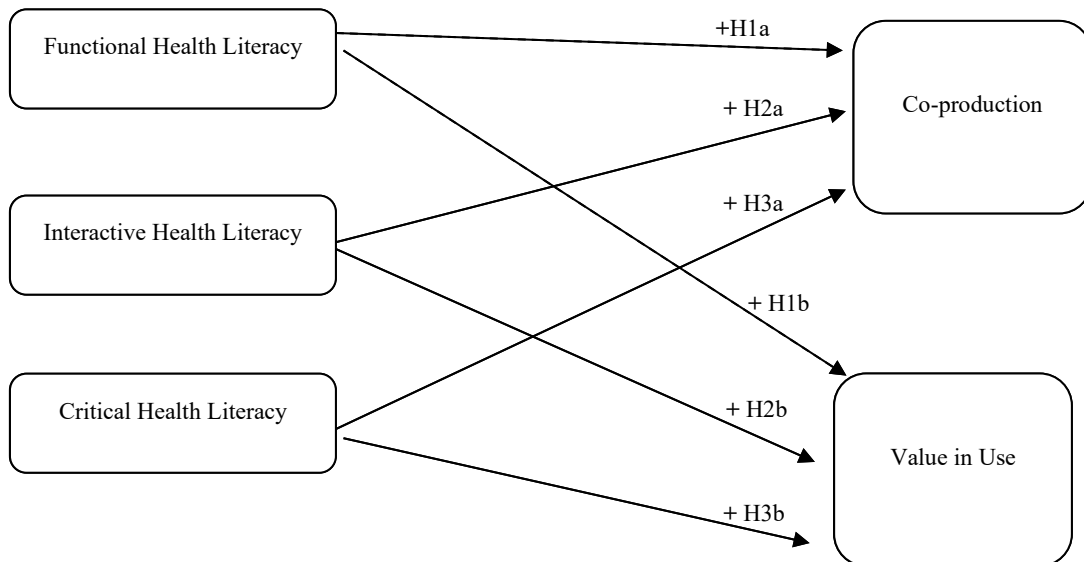 Functional Health Literacy
+H1a
Co-production
+ H2a
Interactive Health Literacy
+ H3a
+ H1b
Critical Health Literacy
+ H2b
Value in Use
+ H3b